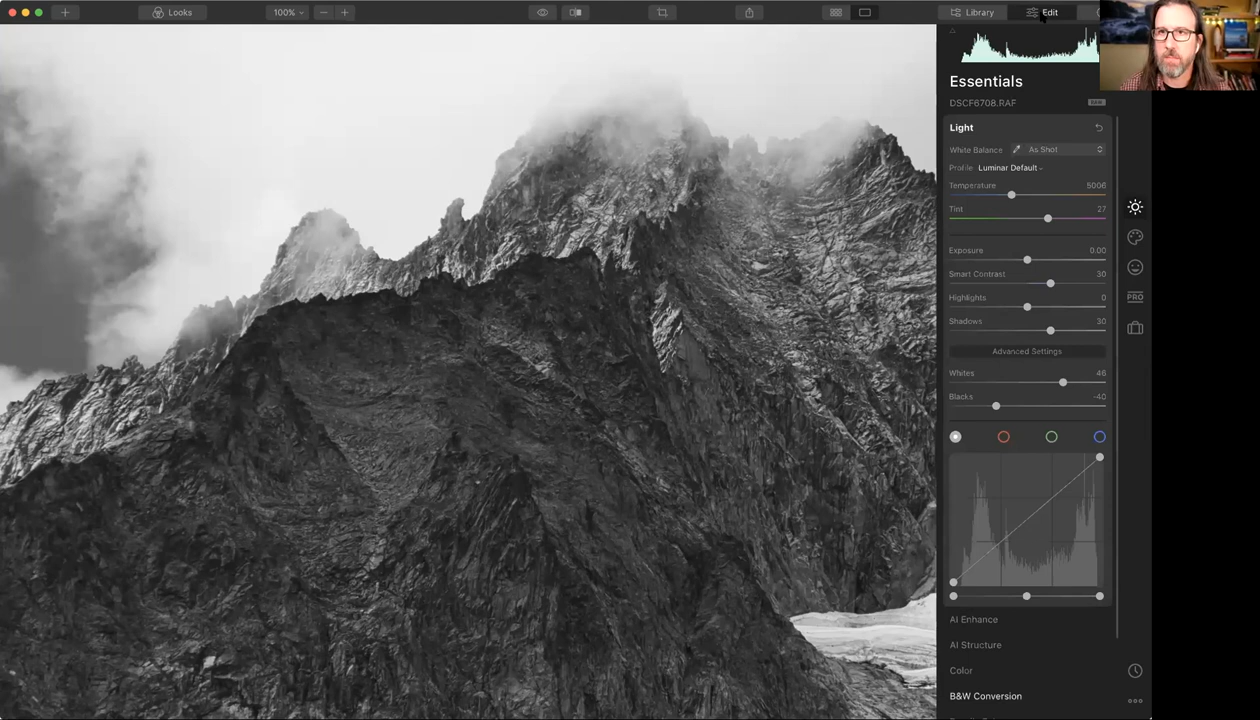 Looks
100%
Library
Edit
Essentials
DSCF6708.RAF
RAW
Light
White Balance As Shot
Profile Luminar Default
Temperature 5006
Tint 27
Exposure 0.00
Smart Contrast 30
Highlights 0
Shadows 30
Advanced Settings
Whites 46
Blacks -40
AI Enhance
AI Structure
Color
B&W Conversion
PRO